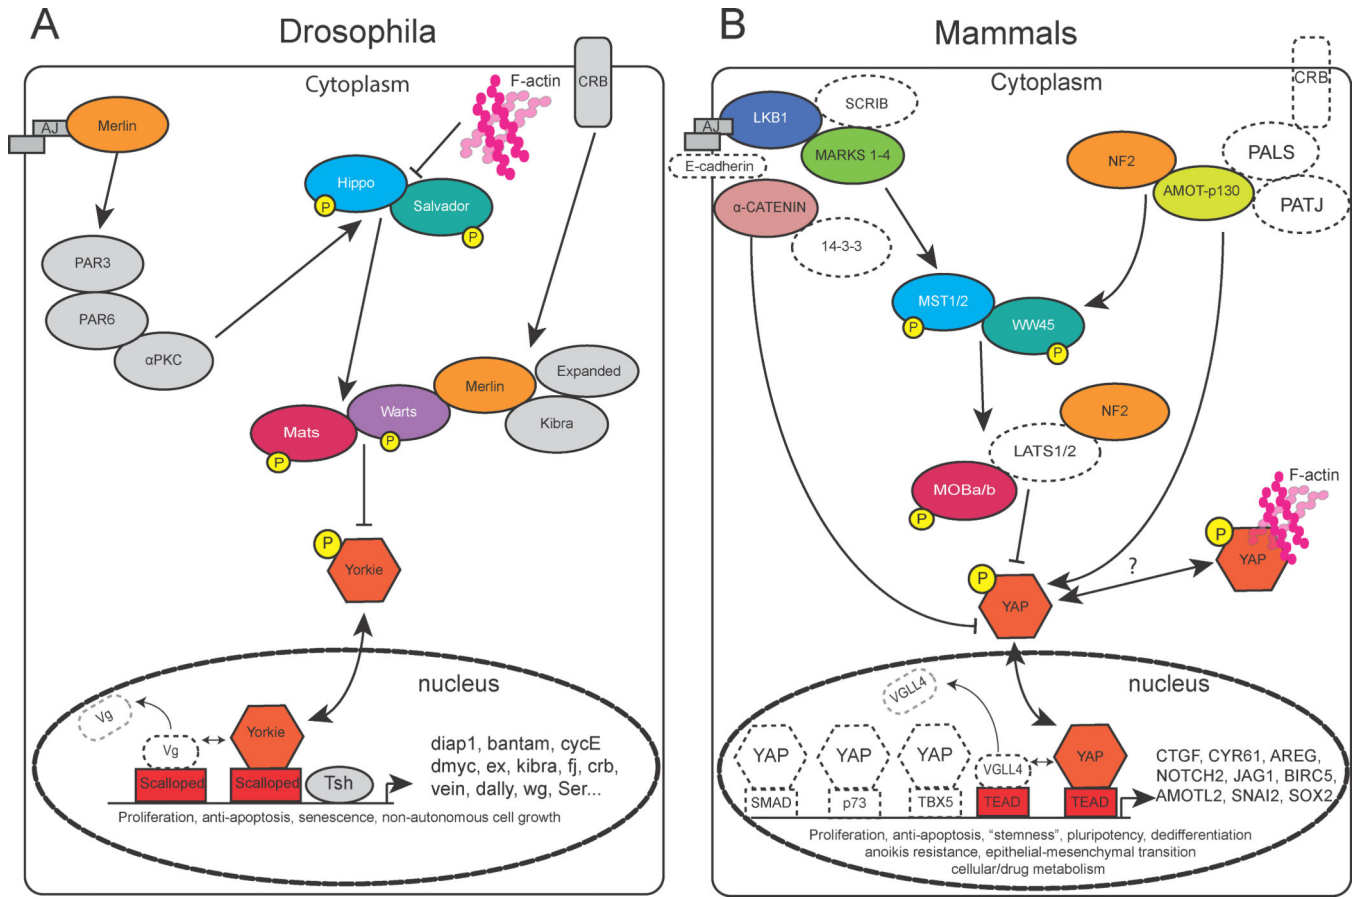 A
Drosophila
Cytoplasm
F-actin
CRB
AJ
Merlin
Hippo
P
Salvador
P
PAR3
PAR6
αPKC
Merlin
Expanded
Kibra
Warts
P
Mats
P
P
Yorkie
nucleus
Vg
Vg
Yorkie
Scalloped
Scalloped
Tsh
diap1, bantam, cycE
dmyc, ex, kibra, fj, crb,
vein, dally, wg, Ser...
Proliferation, anti-apoptosis, senescence, non-autonomous cell growth
B
Mammals
Cytoplasm
CRB
AJ
LKB1
SCRIB
MARKS 1-4
E-cadherin
α-CATENIN
14-3-3
NF2
PALS
AMOT-p130
PATJ
MST1/2
P
WW45
P
NF2
LATS1/2
MOBa/b
P
F-actin
P
YAP
?
P
YAP
nucleus
VGLL4
YAP
YAP
YAP
VGLL4
YAP
SMAD
p73
TBX5
TEAD
TEAD
CTGF, CYR61, AREG,
NOTCH2, JAG1, BIRC5,
AMOTL2, SNAI2, SOX2
Proliferation, anti-apoptosis, “stemness”, pluripotency, dedifferentiation
anoikis resistance, epithelial-mesenchymal transition
cellular/drug metabolism